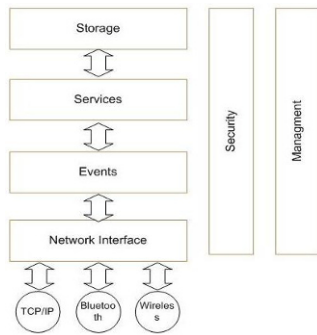 Storage
Services
Events
Network Interface
TCP/IP
Bluetoo
th
Wireles
s
Security
Managment